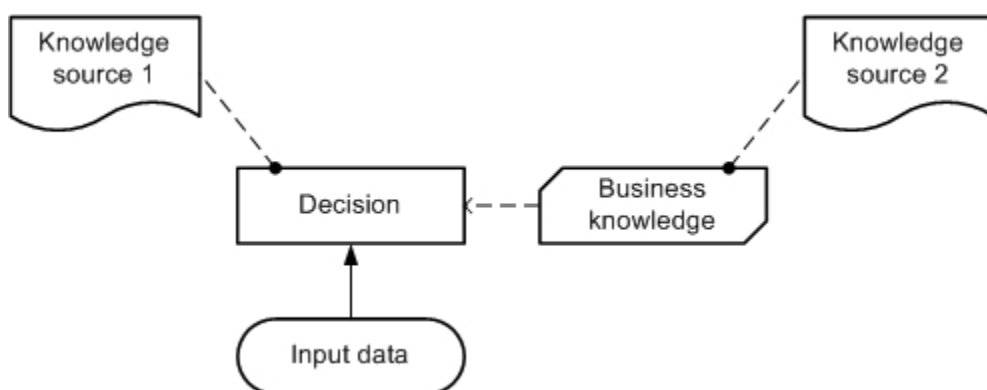 Knowledge
source 1
Knowledge
source 2
Decision
Business
knowledge
Input data